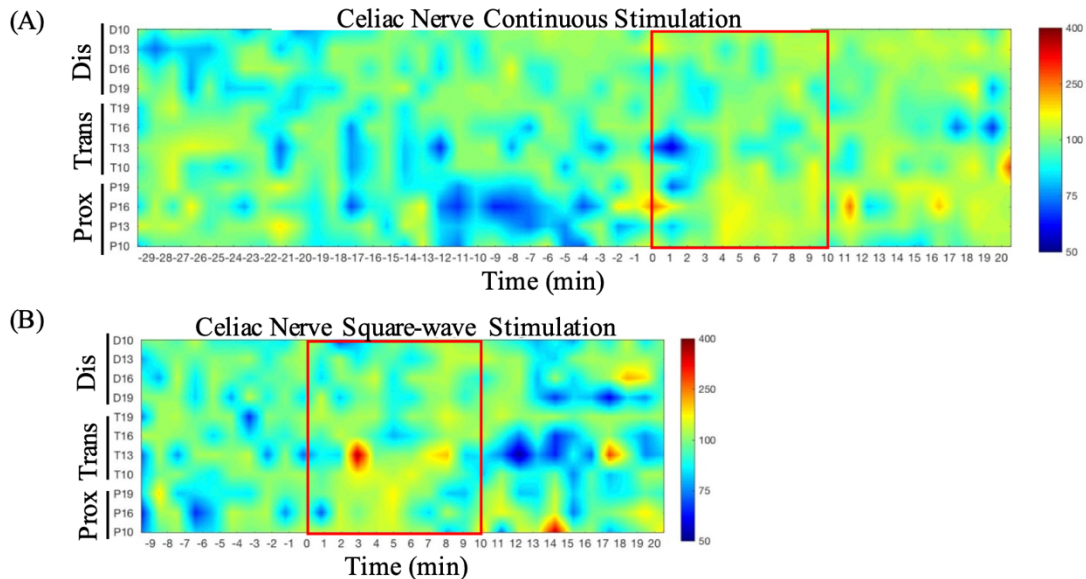 (A)
Celiac Nerve Continuous Stimulation
Dis
Trans
Prox
D10
D13
D16
D19
T19
T16
T13
T10
P19
P16
P13
P10
-29-28-27-26-25 -24 -22-21-20-19 -18-17-16-15-14 -12-11-10 -9 -8 -7 -6 -5 -4 -3 -2 -1 0 1 2 3 4 5 6 7 8 9 10 11 12 13 14 15 16 17 18 19 20
Time (min)
400
250
100
75
50
(B)
Celiac Nerve Square-wave Stimulation
Dis
Trans
Prox
D10
D13
D16
D19
T19
T16
T13
T10
P19
P16
P10
-9 -8 -7 -6 -5 -4 -3 -2 -1 0 1 2 3 4 5 6 7 8 9 10 11 12 13 14 15 16 17 18 19 20
Time (min)
400
250
100
75
50